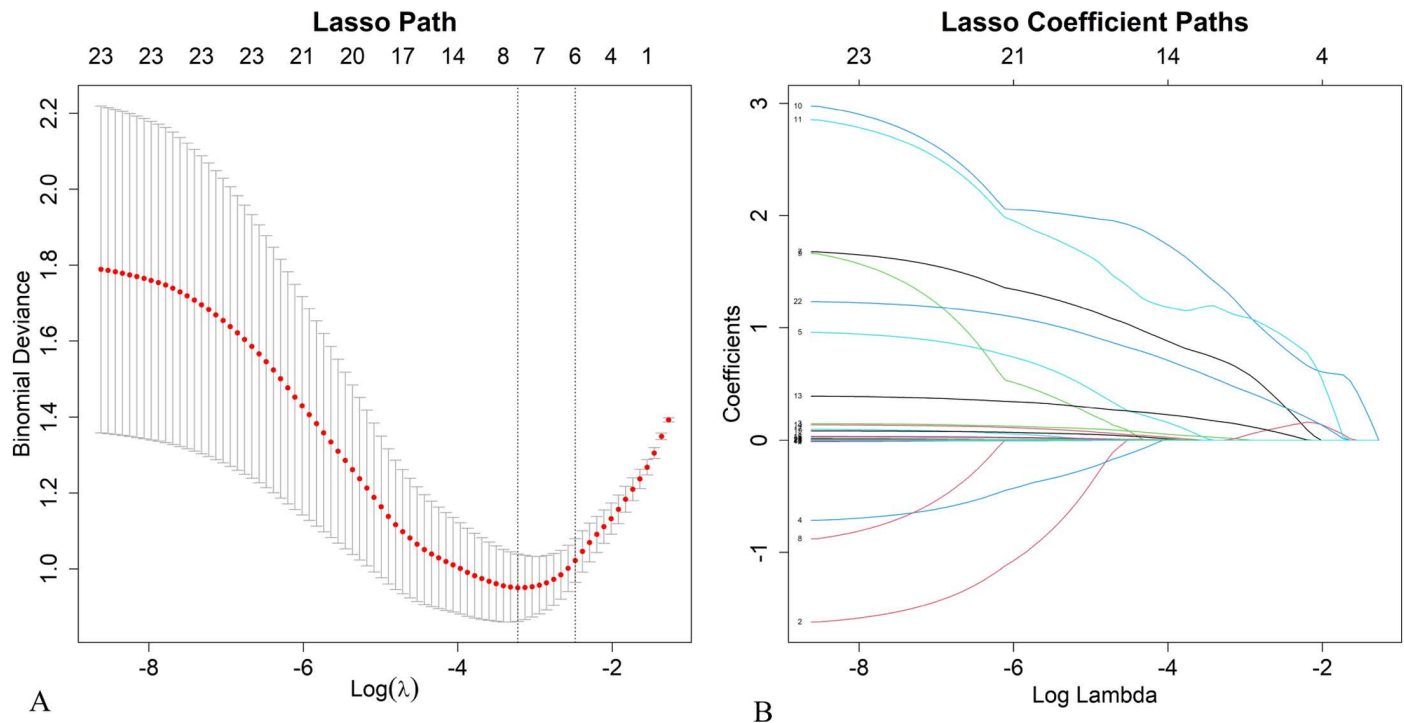 Lasso Path
23 23 23 23 21 20 17 14 8 7 6 4 1
2.2
2.0
1.8
1.6
1.4
1.2
1.0
Binomial Deviance
-8 -6 -4 -2
Log(λ)
A
Lasso Coefficient Paths
23 21 14 4
3
2
1
0
-1
Coefficients
10
11
9
22
5
13
4
8
2
-8 -6 -4 -2
Log Lambda
B